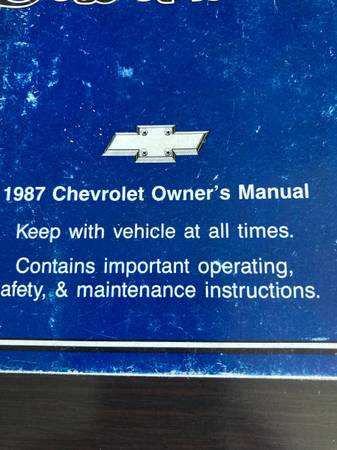 1987 Chevrolet Owner's Manual
Keep with vehicle at all times.
Contains important operating,
afety, & maintenance instructions.